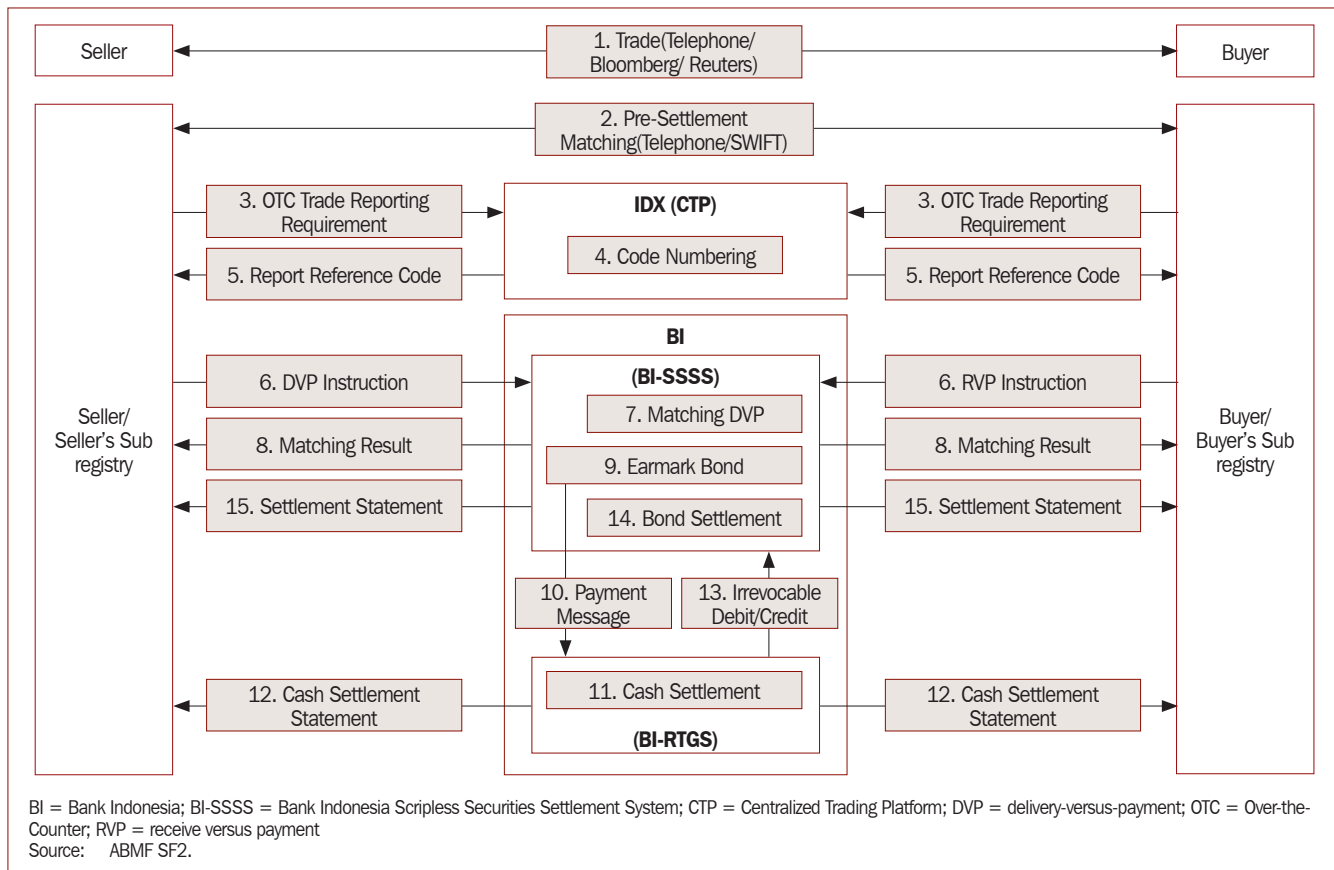 Seller
1. Trade(Telephone/
Bloomberg/ Reuters)
Buyer
2. Pre-Settlement
Matching(Telephone/SWIFT)
3. OTC Trade Reporting
Requirement
IDX (CTP)
3. OTC Trade Reporting
Requirement
4. Code Numbering
5. Report Reference Code
5. Report Reference Code
BI
(BI-SSSS)
6. DVP Instruction
6. RVP Instruction
7. Matching DVP
Seller/
Seller's Sub
registry
Buyer/
Buyer's Sub
registry
8. Matching Result
8. Matching Result
9. Earmark Bond
15. Settlement Statement
14. Bond Settlement
15. Settlement Statement
10. Payment
Message
13. Irrevocable
Debit/Credit
12. Cash Settlement
Statement
11. Cash Settlement
12. Cash Settlement
Statement
(BI-RTGS)
BI = Bank Indonesia; BI-SSSS = Bank Indonesia Scripless Securities Settlement System; CTP = Centralized Trading Platform; DVP = delivery-versus-payment; OTC = Over-the-
Counter; RVP = receive versus payment
Source: ABMF SF2.